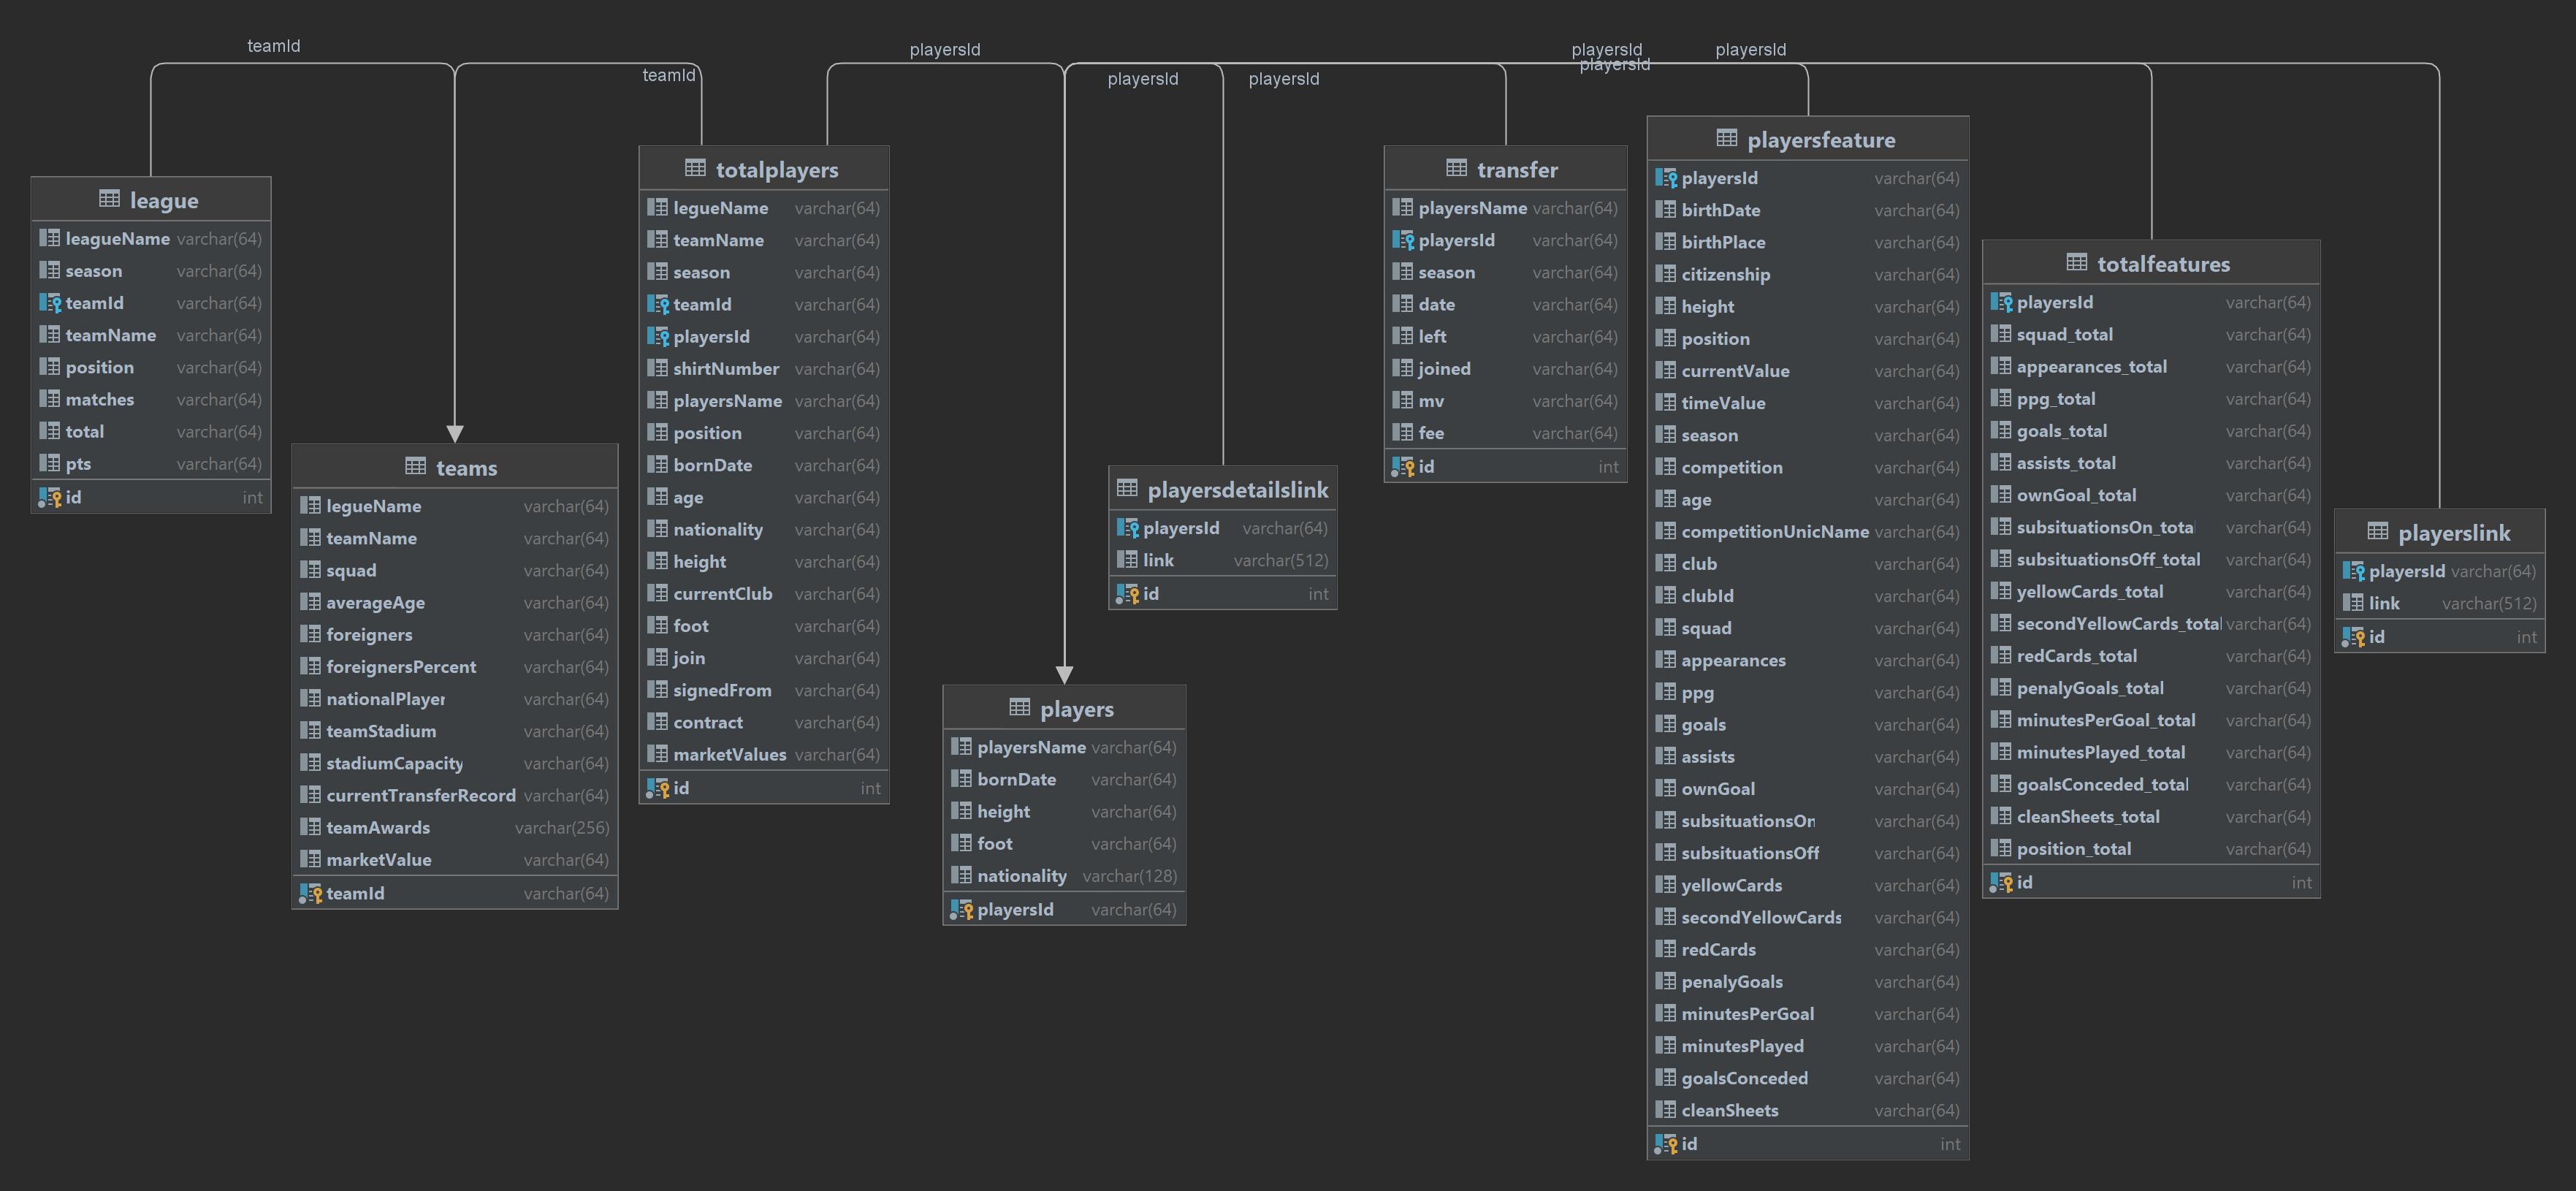 teamId
teamId
playersId
playersId
playersId
playersId
playersId
playersId
league
leagueName varchar(64)
season varchar(64)
teamId varchar(64)
teamName varchar(64)
position varchar(64)
matches varchar(64)
total varchar(64)
pts varchar(64)
id int
teams
legueName varchar(64)
teamName varchar(64)
squad varchar(64)
averageAge varchar(64)
foreigners varchar(64)
foreignersPercent varchar(64)
nationalPlayer varchar(64)
teamStadium varchar(64)
stadiumCapacity varchar(64)
currentTransferRecord varchar(64)
teamAwards varchar(256)
marketValue varchar(64)
teamId varchar(64)
totalplayers
legueName varchar(64)
teamName varchar(64)
season varchar(64)
teamId varchar(64)
playersId varchar(64)
shirtNumber varchar(64)
playersName varchar(64)
position varchar(64)
bornDate varchar(64)
age varchar(64)
nationality varchar(64)
height varchar(64)
currentClub varchar(64)
foot varchar(64)
join varchar(64)
signedFrom varchar(64)
contract varchar(64)
marketValues varchar(64)
id int
players
playersName varchar(64)
bornDate varchar(64)
height varchar(64)
foot varchar(64)
nationality varchar(128)
playersId varchar(64)
playersdetailslink
playersId varchar(64)
link varchar(512)
id int
transfer
playersName varchar(64)
playersId varchar(64)
season varchar(64)
date varchar(64)
left varchar(64)
joined varchar(64)
mv varchar(64)
fee varchar(64)
id int
playersfeature
playersId varchar(64)
birthDate varchar(64)
birthPlace varchar(64)
citizenship varchar(64)
height varchar(64)
position varchar(64)
currentValue varchar(64)
timeValue varchar(64)
season varchar(64)
competition varchar(64)
age varchar(64)
competitionUnicName varchar(64)
club varchar(64)
clubId varchar(64)
squad varchar(64)
appearances varchar(64)
ppg varchar(64)
goals varchar(64)
assists varchar(64)
ownGoal varchar(64)
subsituationsOn varchar(64)
subsituationsOff varchar(64)
yellowCards varchar(64)
secondYellowCards varchar(64)
redCards varchar(64)
penalyGoals varchar(64)
minutesPerGoal varchar(64)
minutesPlayed varchar(64)
goalsConceded varchar(64)
cleanSheets varchar(64)
id int
totalfeatures
playersId varchar(64)
squad_total varchar(64)
appearances_total varchar(64)
ppg_total varchar(64)
goals_total varchar(64)
assists_total varchar(64)
ownGoal_total varchar(64)
subsituationsOn_tota varchar(64)
subsituationsOff_total varchar(64)
yellowCards_total varchar(64)
secondYellowCards_total varchar(64)
redCards_total varchar(64)
penalyGoals_total varchar(64)
minutesPerGoal_total varchar(64)
minutesPlayed_total varchar(64)
goalsConceded_total varchar(64)
cleanSheets_total varchar(64)
position_total varchar(64)
id int
playerslink
playersId varchar(64)
link varchar(512)
id int